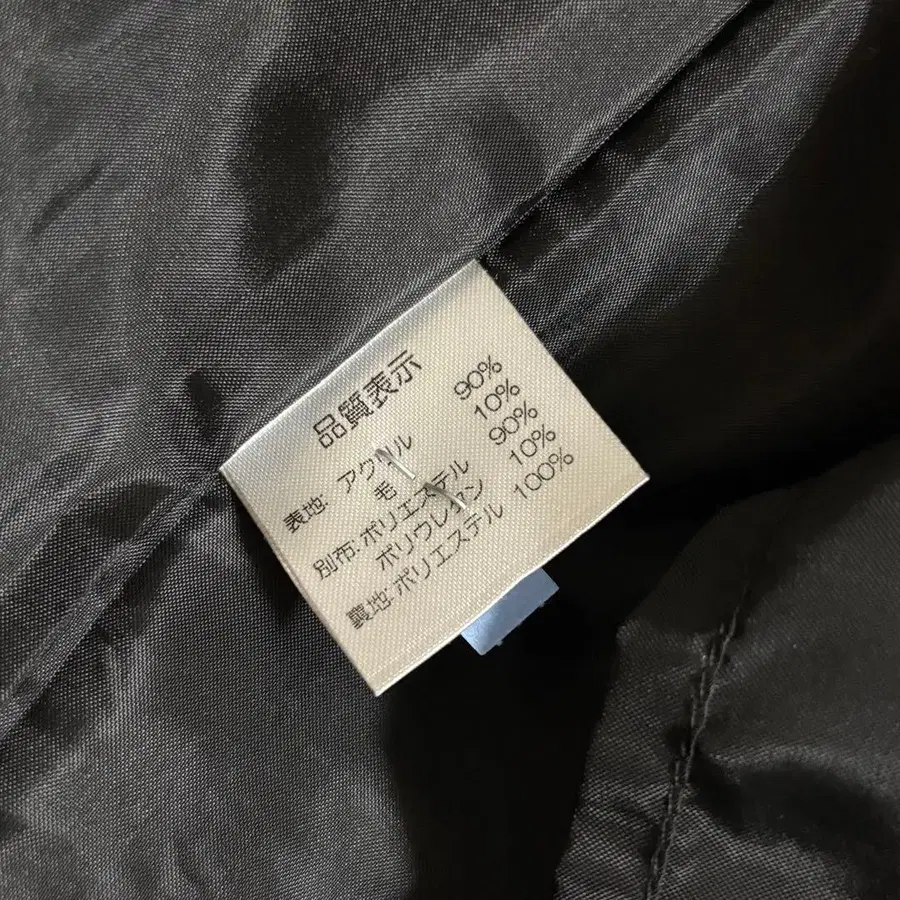 品質表示
表地: アクリル 90%
毛 10%
別布: ポリエステル 90%
ポリウレタン 10%
裏地: ポリエステル 100%